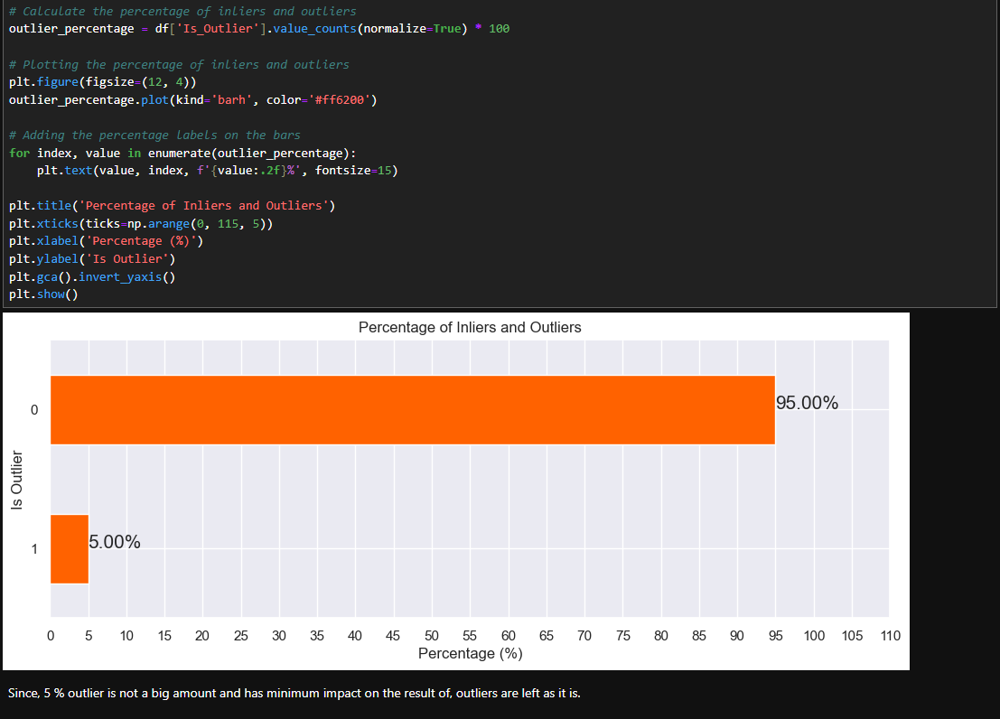 # Calculate the percentage of inliers and outliers
outlier_percentage = df['Is_Outlier'].value_counts(normalize=True) * 100
# Plotting the percentage of inliers and outliers
plt.figure(figsize=(12, 4))
outlier_percentage.plot(kind='barh', color='#ff6200')
# Adding the percentage labels on the bars
for index, value in enumerate(outlier_percentage):
    plt.text(value, index, f'{value:.2f}%', fontsize=15)
plt.title('Percentage of Inliers and Outliers')
plt.xticks(ticks=np.arange(0, 115, 5))
plt.xlabel('Percentage (%)')
plt.ylabel('Is Outlier')
plt.gca().invert_yaxis()
plt.show()
Percentage of Inliers and Outliers
Is Outlier
0
95.00%
1
5.00%
0 5 10 15 20 25 30 35 40 45 50 55 60 65 70 75 80 85 90 95 100 105 110
Percentage (%)
Since, 5 % outlier is not a big amount and has minimum impact on the result of, outliers are left as it is.